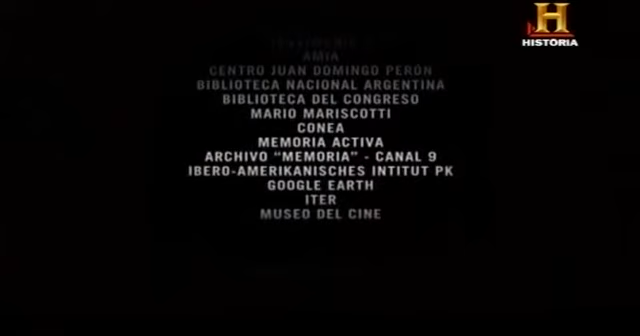 AMIA
CENTRO JUAN DOMINGO PERÓN
BIBLIOTECA NACIONAL ARGENTINA
BIBLIOTECA DEL CONGRESO
MARIO MARISCOTTI
CONEA
MEMORIA ACTIVA
ARCHIVO "MEMORIA" - CANAL 9
IBERO-AMERIKANISCHES INTITUT PK
GOOGLE EARTH
ITER
MUSEO DEL CINE
H
HISTORIA